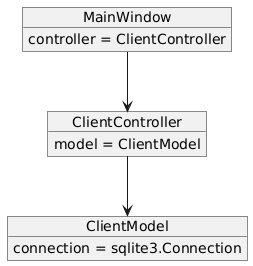 MainWindow
controller = ClientController
ClientController
model = ClientModel
ClientModel
connection = sqlite3.Connection